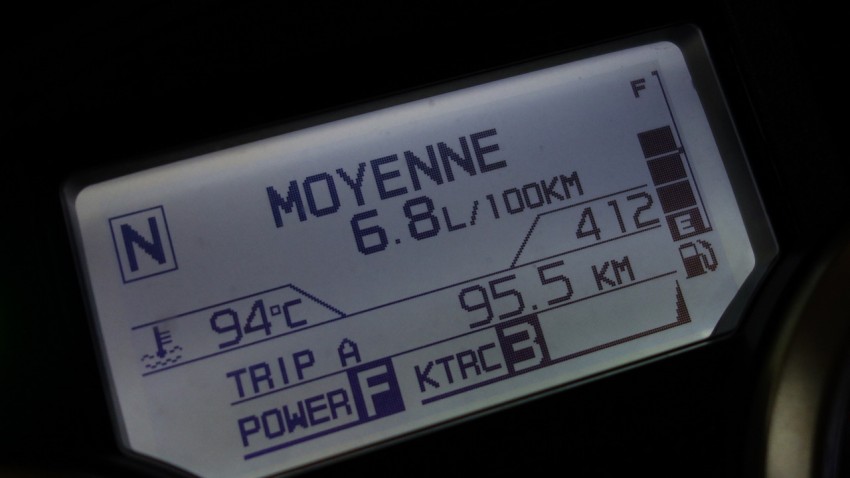 F
MOYENNE
N
6.8L/100KM
412
E
94°C
95.5 KM
TRIP A
POWER F
KTRC 3